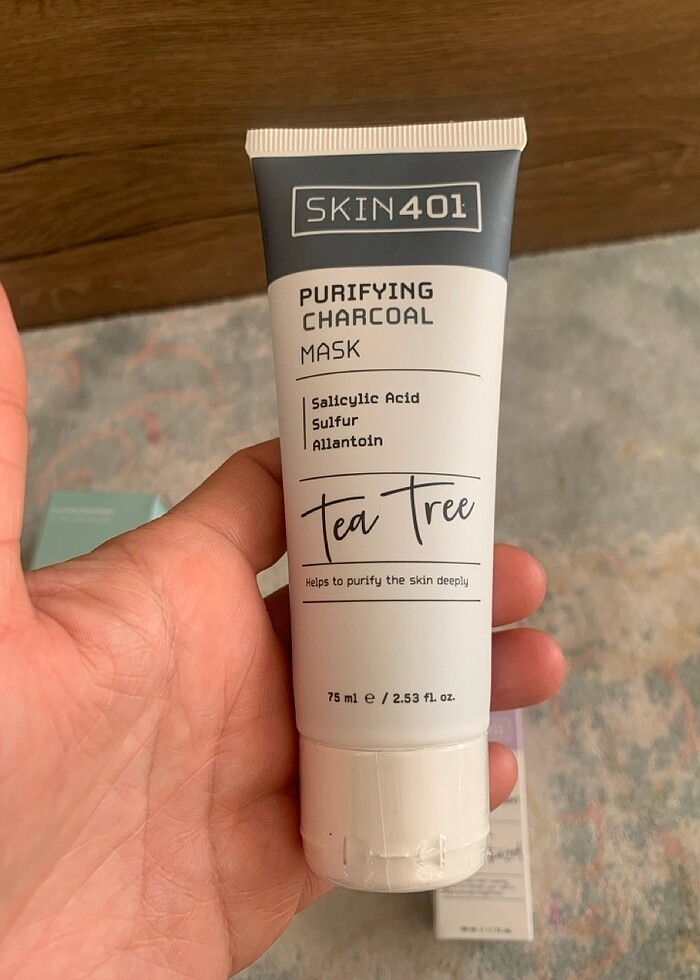 SKIN401
PURIFYING
CHARCOAL
MASK
Salicylic Acid
Sulfur
Allantoin
Tea Tree
Helps to purify the skin deeply
75 ml ℮ / 2.53 fl. oz.